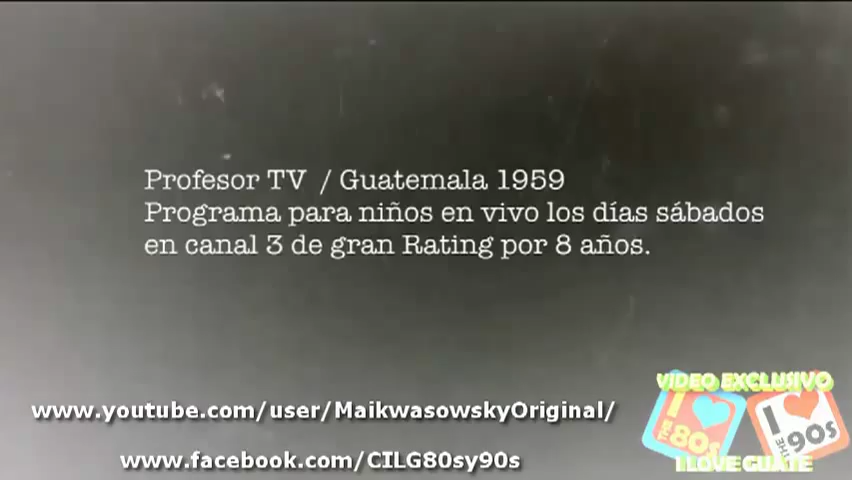 Profesor TV / Guatemala 1959
Programa para niños en vivo los días sábados
en canal 3 de gran Rating por 8 años.
VIDEO EXCLUSIVO
I
THE
80s
I
THE
90s
I LOVE GUATE
www.youtube.com/user/MaikwasowskyOriginal/
www.facebook.com/CILG80sy90s